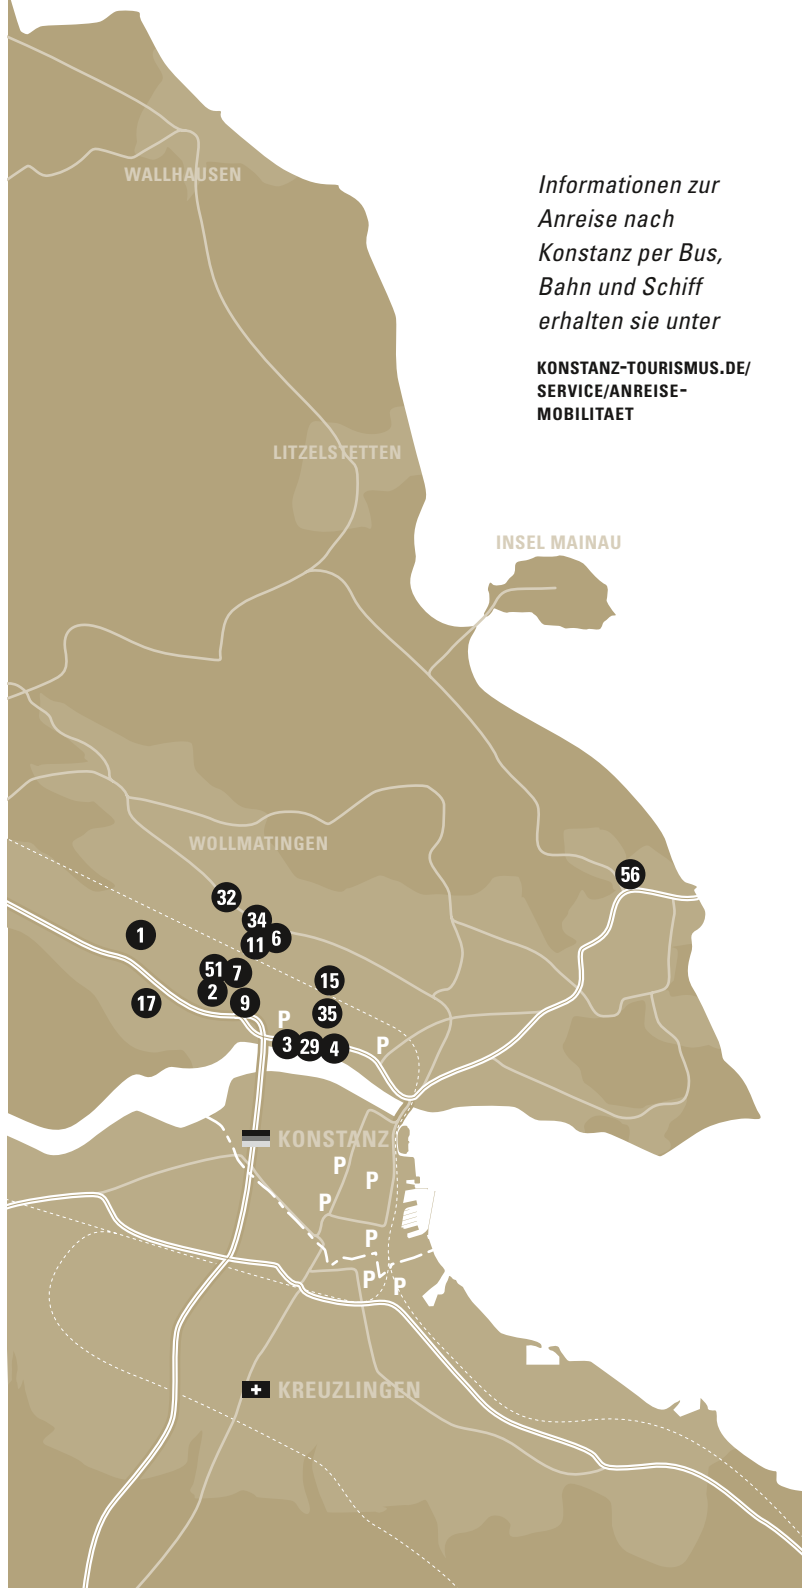 WALLHAUSEN
Informationen zur
Anreise nach
Konstanz per Bus,
Bahn und Schiff
erhalten sie unter
KONSTANZ-TOURISMUS.DE/
SERVICE/ANREISE-
MOBILITAET
LITZELSTETTEN
INSEL MAINAU
WOLLMATINGEN
56
32
34
1
6
11
51
7
15
2
17
9
35
P
3
29
4
P
KONSTANZ
P
P
P
P
P
P
KREUZLINGEN